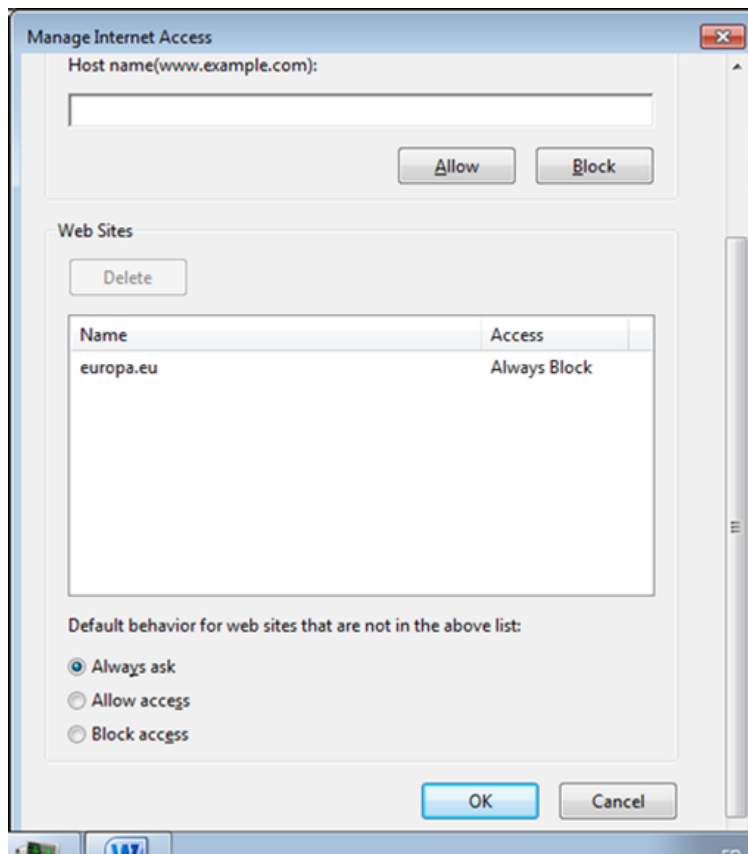 Manage Internet Access
Host name(www.example.com):
Allow Block
Web Sites
Delete
Name Access
europa.eu Always Block
Default behavior for web sites that are not in the above list:
Always ask
Allow access
Block access
OK Cancel
W